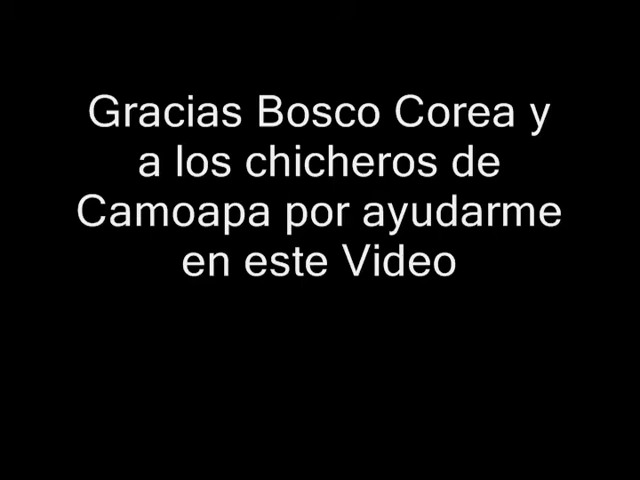 Gracias Bosco Corea y
a los chicheros de
Camoapa por ayudarme
en este Video